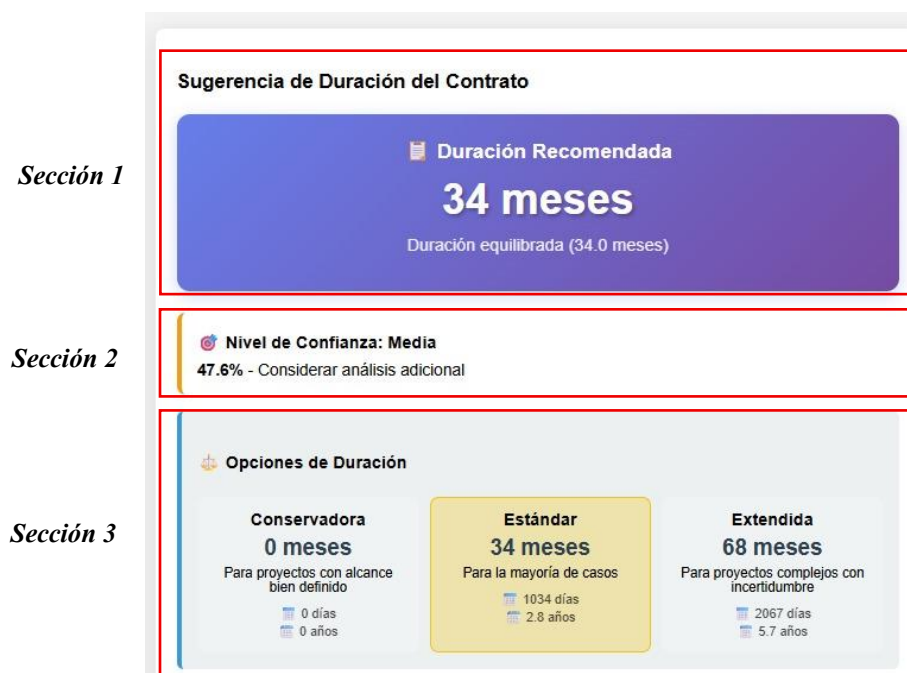 Sugerencia de Duración del Contrato
Sección 1
Duración Recomendada
34 meses
Duración equilibrada (34.0 meses)
Sección 2
Nivel de Confianza: Media
47.6% - Considerar análisis adicional
Sección 3
Opciones de Duración
Conservadora
0 meses
Para proyectos con alcance
bien definido
0 días
0 años
Estándar
34 meses
Para la mayoría de casos
1034 días
2.8 años
Extendida
68 meses
Para proyectos complejos con
incertidumbre
2067 días
5.7 años